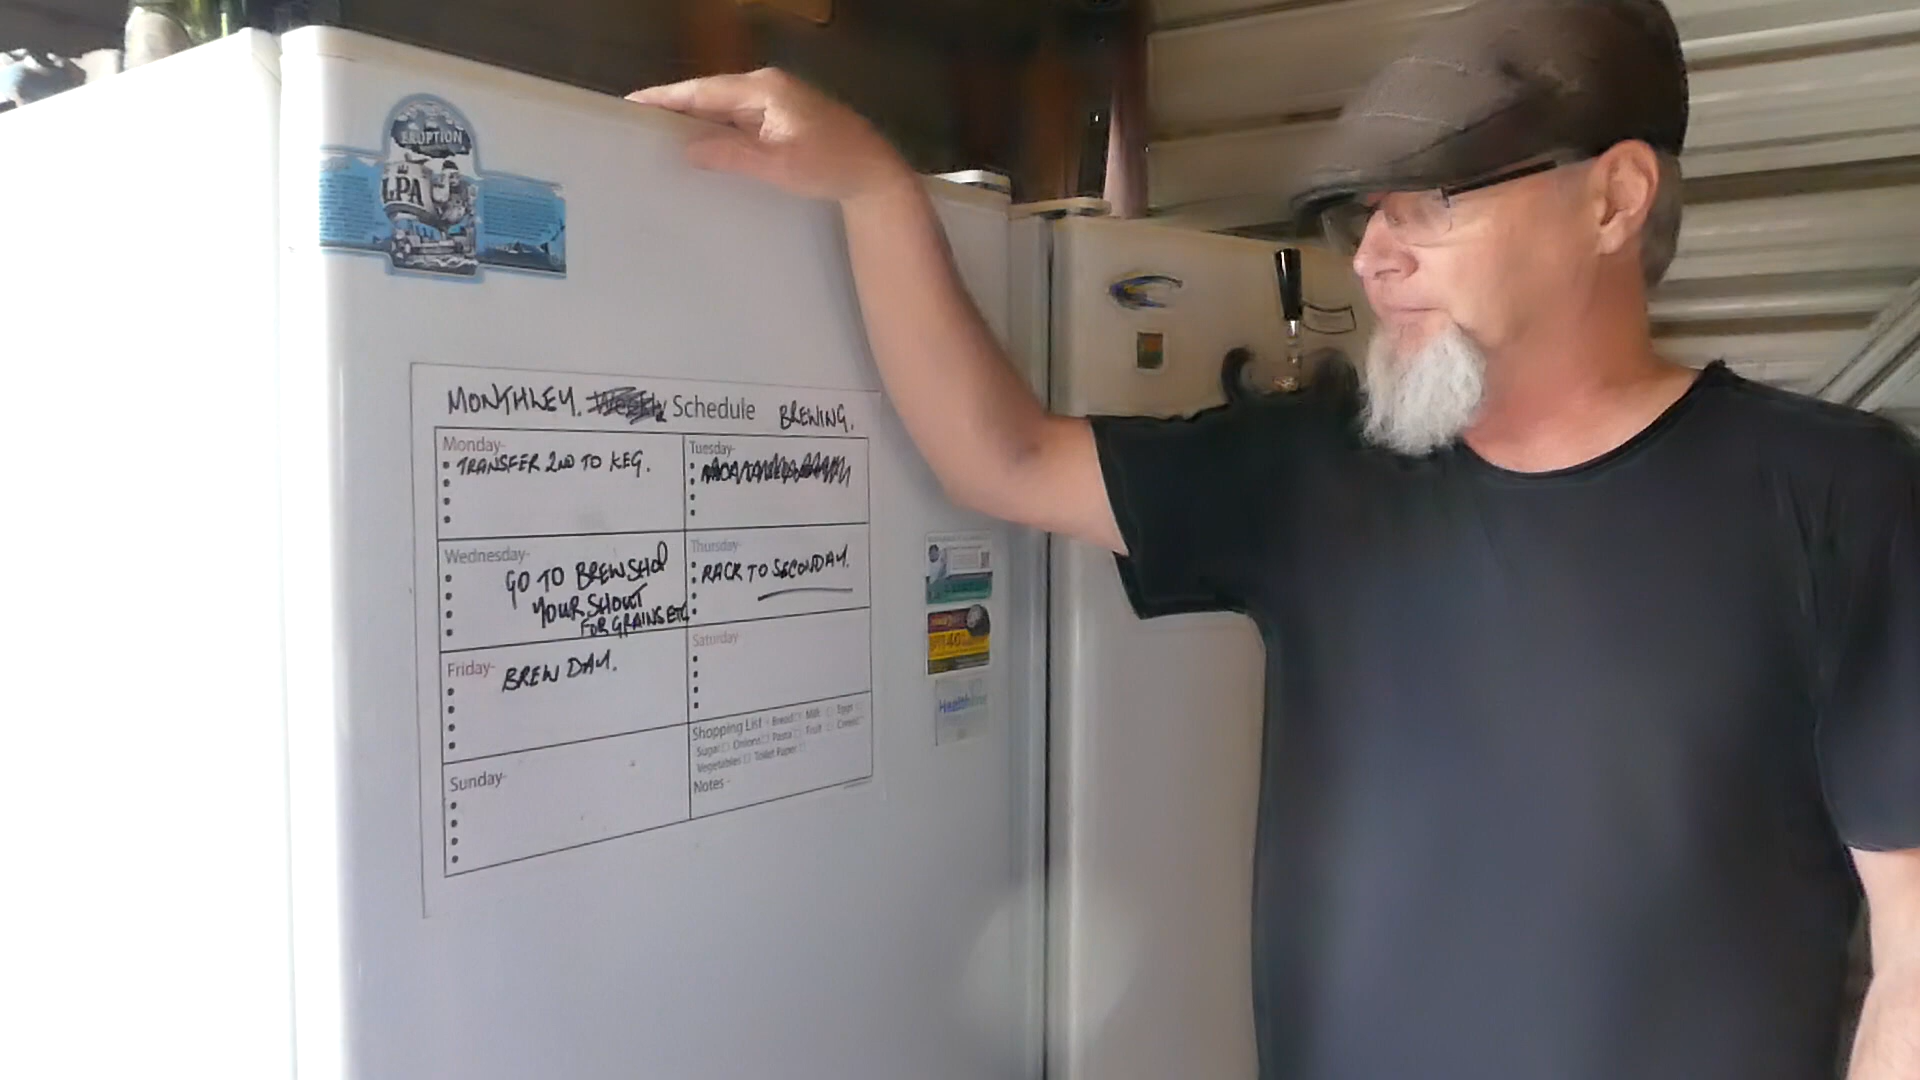 ERUPTION
LPA
MONTHLEY. Weekly Schedule BREWING.
Monday-
TRANSFER 2ND TO KEG.
Tuesday-
Wednesday-
GO TO BREWSHOP
YOUR SHOUT
FOR GRAINS ETC
Thursday-
RACK TO SECONDAY.
Friday- BREW DAY.
Saturday
Sunday-
Shopping List - Bread Milk Eggs
Sugar Onions Pasta Fruit Cereal
Vegetables Toilet Paper
Notes -